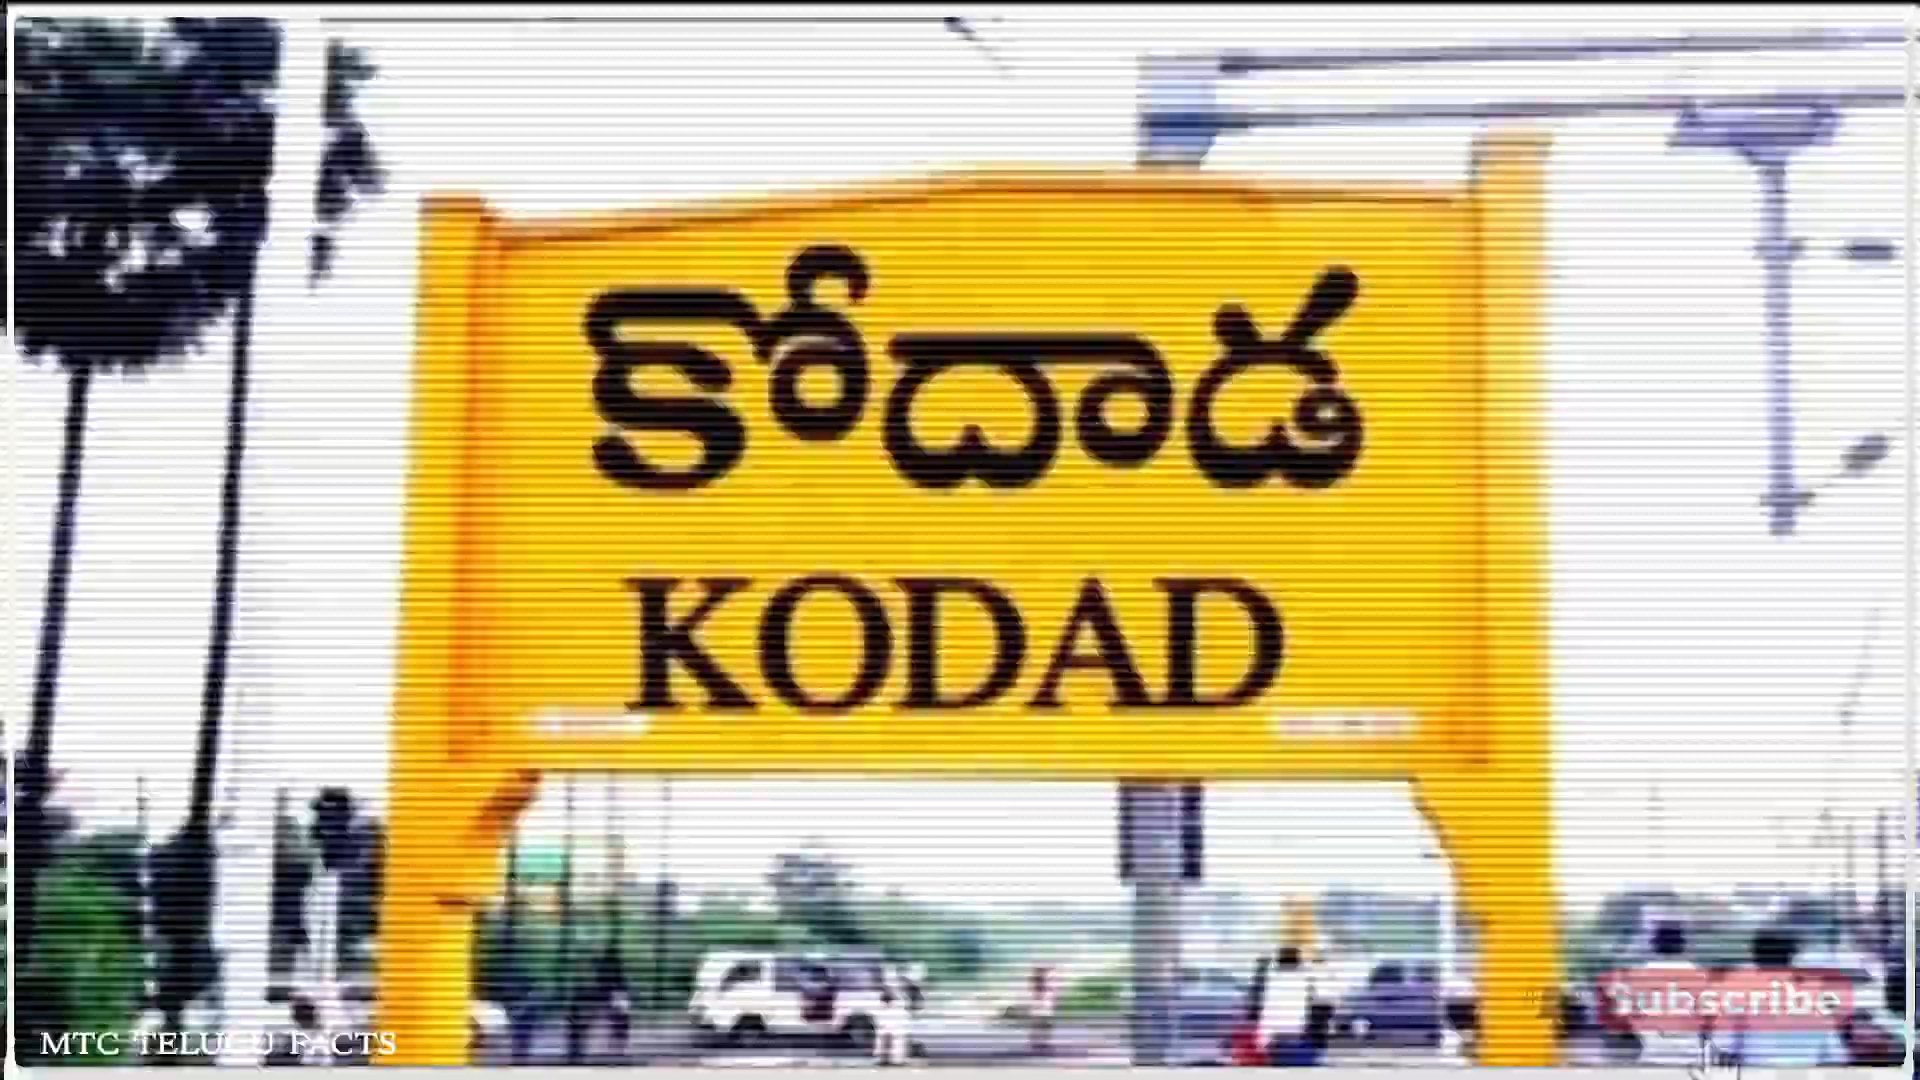 కోదాడ
KODAD
Subscribe
MTC TELUGU FACTS